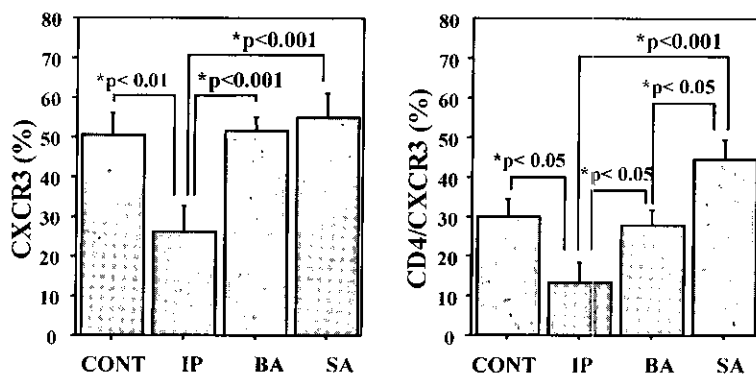 CXCR3 (%)
80
70
60
50
40
30
20
10
0
*p<0.001
*p< 0.01
*p<0.001
CONT IP BA SA
CD4/CXCR3 (%)
80
70
60
50
40
30
20
10
0
*p<0.001
*p< 0.05
*p< 0.05
*p< 0.05
CONT IP BA SA